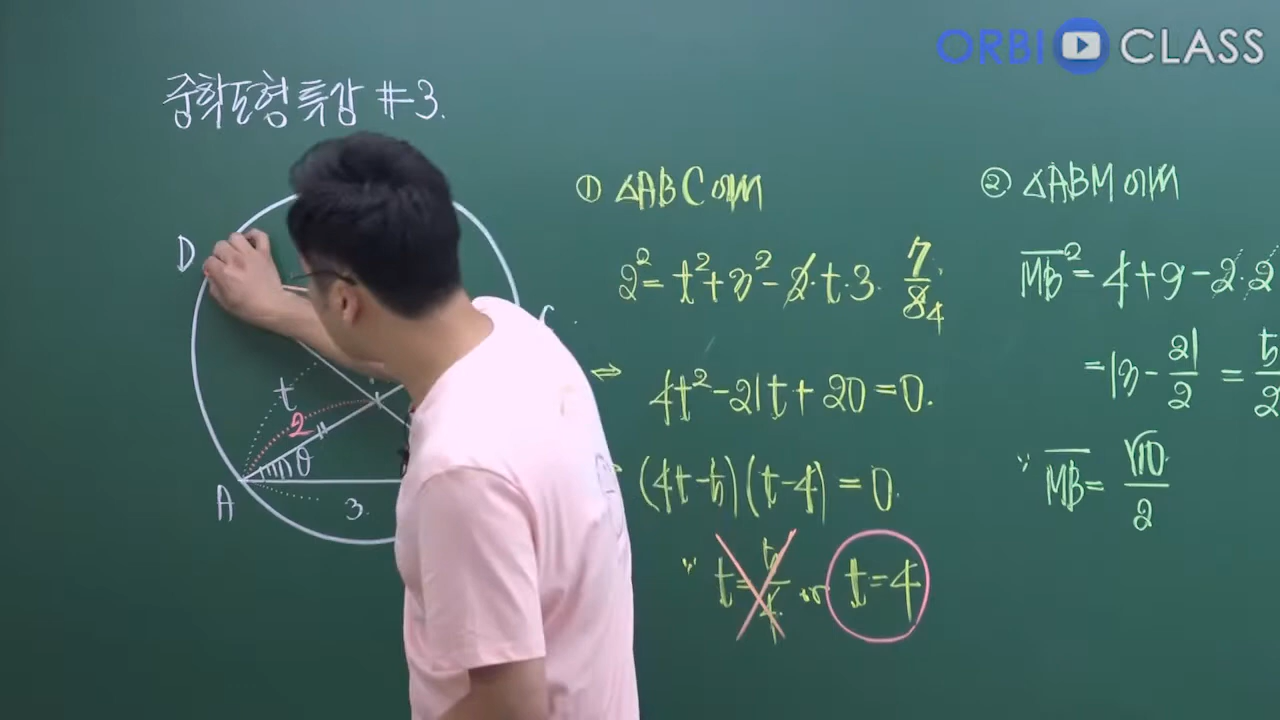 ORBI CLASS
중학도형특강 #3.
D
C
t
2
θ
A
3
① △ABC에서
2²=t²+3²-2·t·3· 7/8 4
⇔ 4t²-21t+20=0.
(4t-5)(t-4)=0.
∵ t=5/4 or t=4
② △ABM에서
MB²=4+9-2·2
=13-21/2=5/2
∵ MB=√10/2